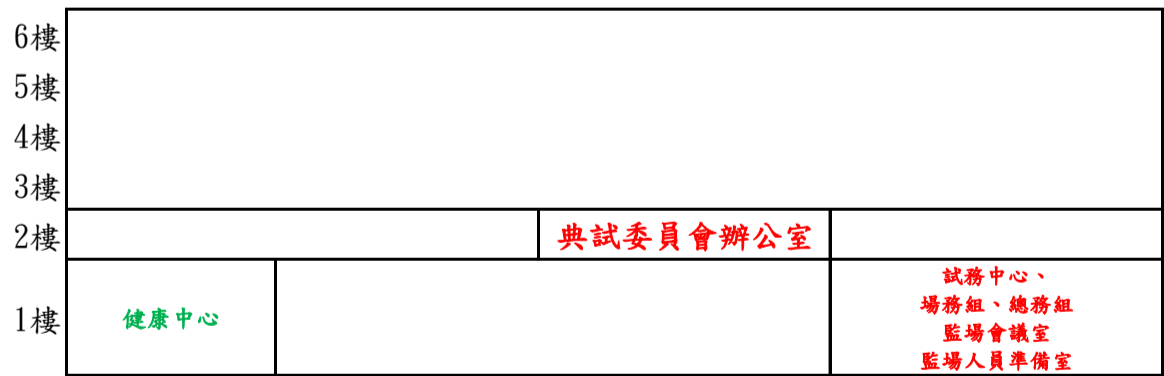 6樓
5樓
4樓
3樓
2樓
典試委員會辦公室
1樓
健康中心
試務中心、
場務組、總務組
監場會議室
監場人員準備室